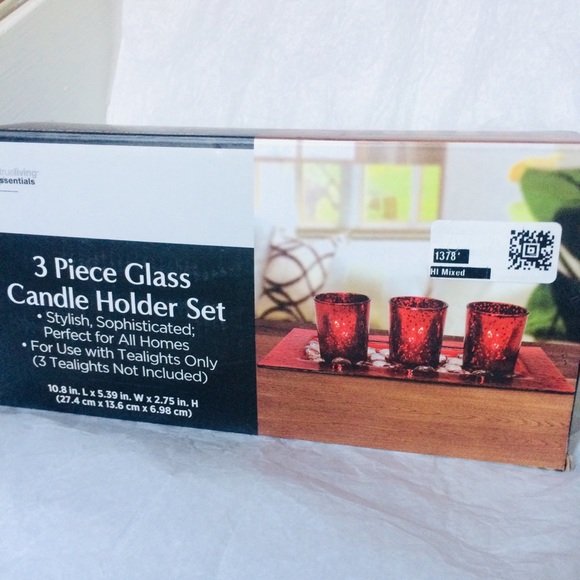 trueliving
essentials
3 Piece Glass
Candle Holder Set
• Stylish, Sophisticated;
Perfect for All Homes
• For Use with Tealights Only
(3 Tealights Not Included)
10.8 in. L x 5.39 in. W x 2.75 in. H
(27.4 cm x 13.6 cm x 6.98 cm)
1378*
HI Mixed